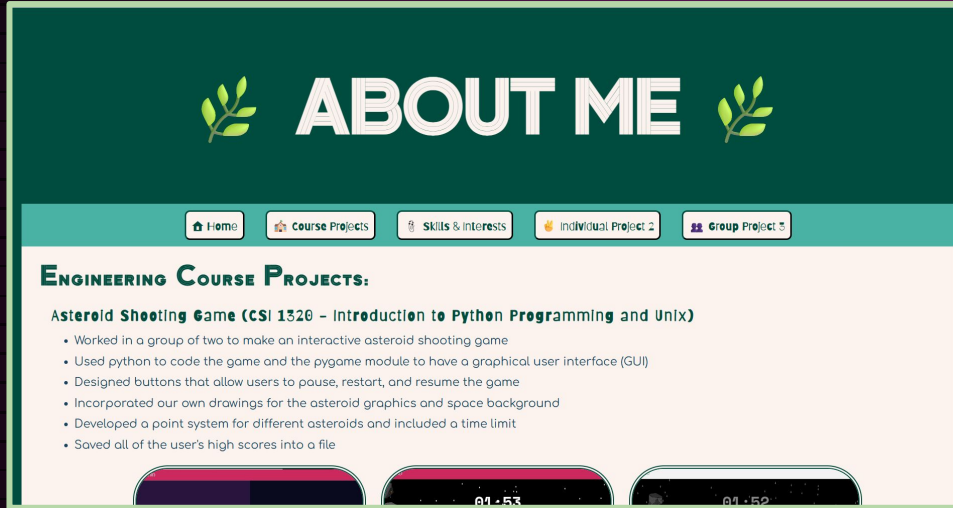 ABOUT ME
Home
Course Projects
Skills & Interests
Individual Project 2
Group Project 3
Engineering Course Projects:
Asteroid Shooting Game (CSI 1320 - Introduction to Python Programming and Unix)
• Worked in a group of two to make an interactive asteroid shooting game
• Used python to code the game and the pygame module to have a graphical user interface (GUI)
• Designed buttons that allow users to pause, restart, and resume the game
• Incorporated our own drawings for the asteroid graphics and space background
• Developed a point system for different asteroids and included a time limit
• Saved all of the user's high scores into a file
01:53
01:52